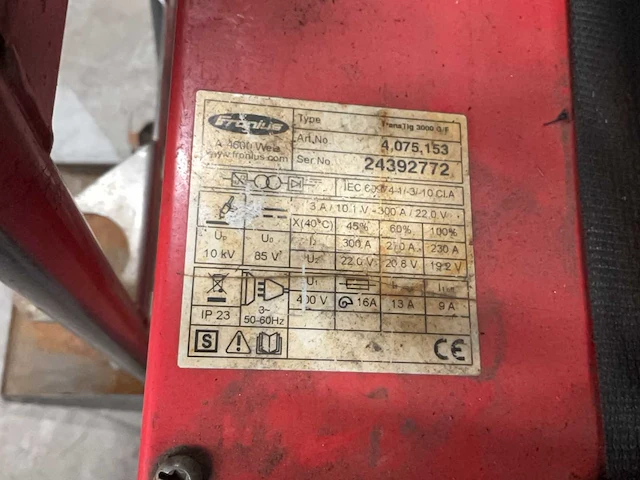 Fronius
A-4600 Wels
www.fronius.com
Type TransTig 3000 G/F
Art.No. 4,075,153
Ser No. 24392772
IEC 60974-1/-3/-10 Cl.A
3 A / 10.1 V - 300 A / 22.0 V
X(40°C) 45% 60% 100%
Up U0 I2 300 A 270 A 230 A
10 kV 85 V U2 22.0 V 20.8 V 19.2 V
U1 I1max I1eff
400 V 16A 13 A 9 A
IP 23 3~
50-60Hz
S CE